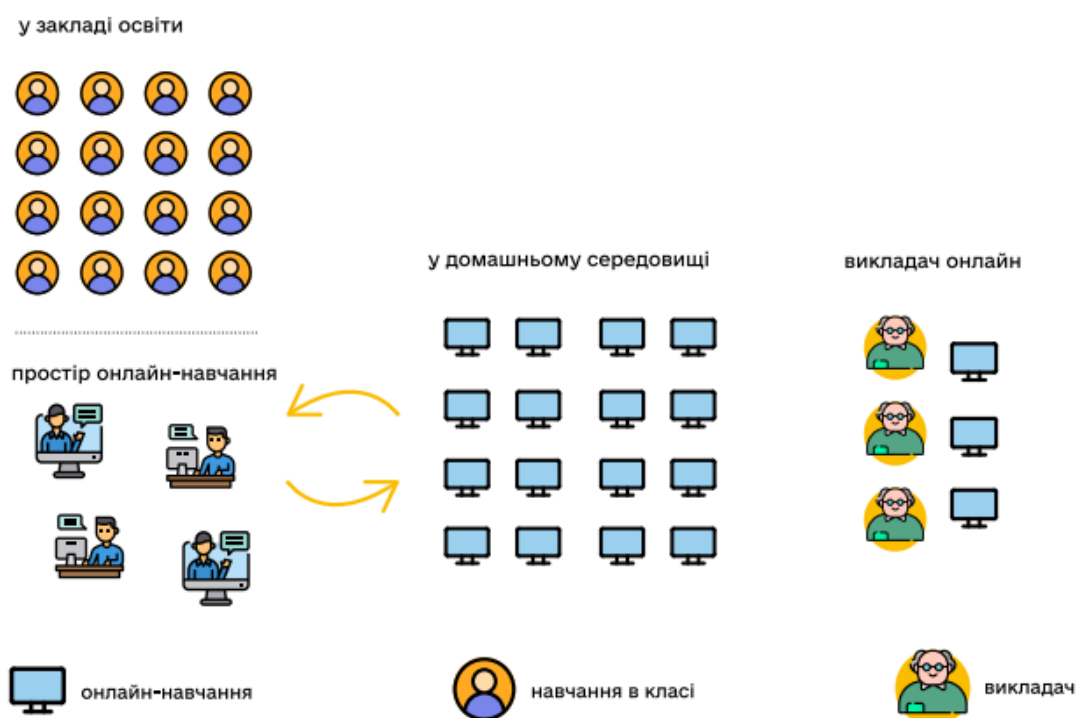 у закладі освіти
у домашньому середовищі
викладач онлайн
простір онлайн-навчання
онлайн-навчання
навчання в класі
викладач